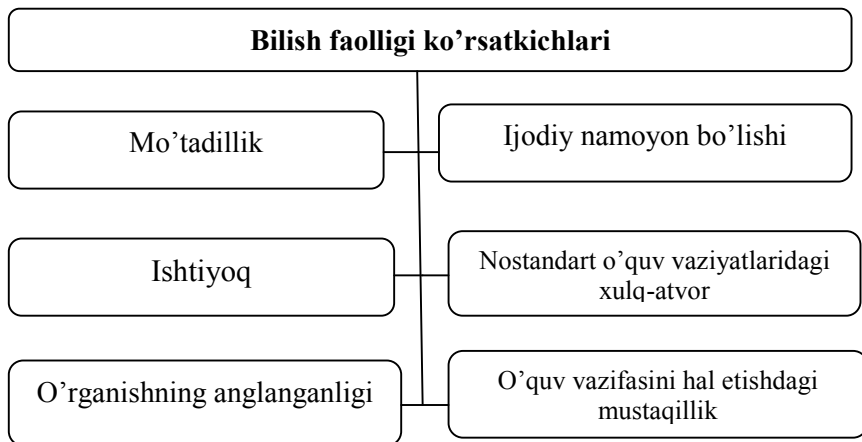 Bilish faolligi ko’rsatkichlari
Mo’tadillik
Ijodiy namoyon bo’lishi
Ishtiyoq
Nostandart o’quv vaziyatlaridagi
xulq-atvor
O’rganishning anglanganligi
O’quv vazifasini hal etishdagi
mustaqillik